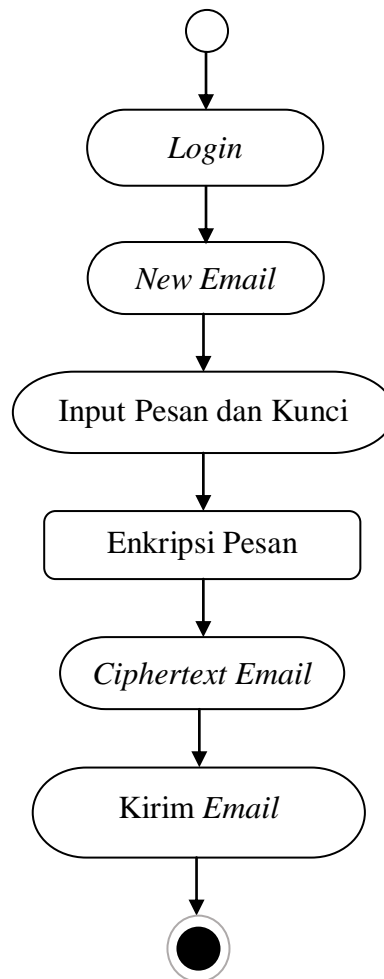 Login
New Email
Input Pesan dan Kunci
Enkripsi Pesan
Ciphertext Email
Kirim Email